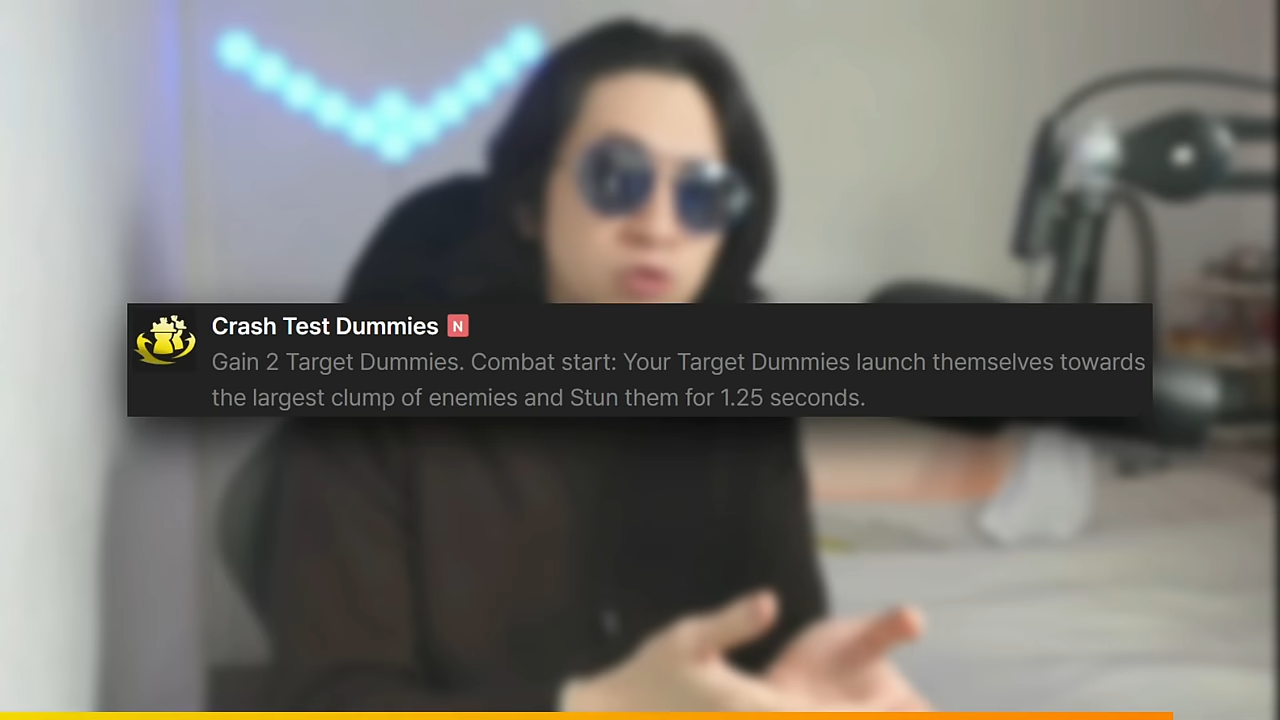 Crash Test Dummies N
Gain 2 Target Dummies. Combat start: Your Target Dummies launch themselves towards
the largest clump of enemies and Stun them for 1.25 seconds.